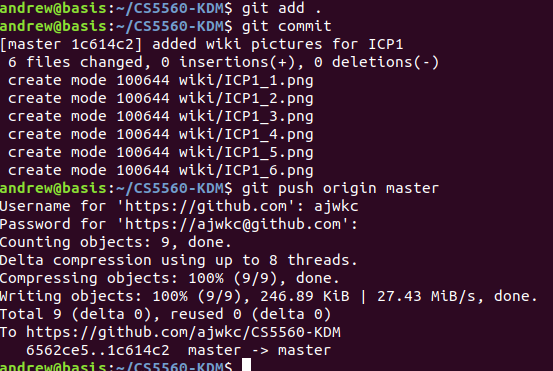 andrew@basis:~/CS5560-KDM$ git add .
andrew@basis:~/CS5560-KDM$ git commit
[master 1c614c2] added wiki pictures for ICP1
 6 files changed, 0 insertions(+), 0 deletions(-)
 create mode 100644 wiki/ICP1_1.png
 create mode 100644 wiki/ICP1_2.png
 create mode 100644 wiki/ICP1_3.png
 create mode 100644 wiki/ICP1_4.png
 create mode 100644 wiki/ICP1_5.png
 create mode 100644 wiki/ICP1_6.png
andrew@basis:~/CS5560-KDM$ git push origin master
Username for 'https://github.com': ajwkc
Password for 'https://ajwkc@github.com':
Counting objects: 9, done.
Delta compression using up to 8 threads.
Compressing objects: 100% (9/9), done.
Writing objects: 100% (9/9), 246.89 KiB | 27.43 MiB/s, done.
Total 9 (delta 0), reused 0 (delta 0)
To https://github.com/ajwkc/CS5560-KDM
   6562ce5..1c614c2  master -> master
andrew@basis:~/CS5560-KDM$